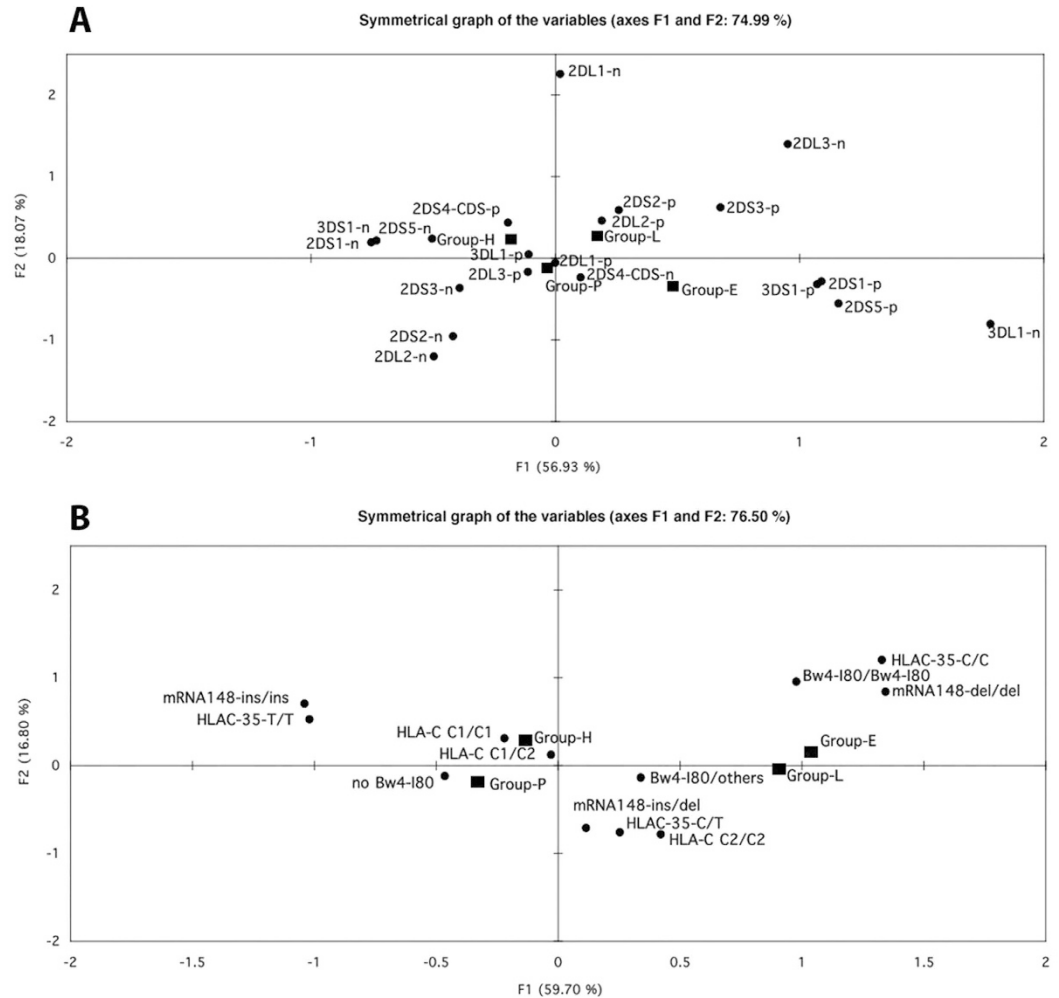 A
Symmetrical graph of the variables (axes F1 and F2: 74.99 %)
2DL1-n
2
2DL3-n
1
2DS2-p
2DS3-p
2DS4-CDS-p
2DL2-p
3DS1-n
2DS5-n
Group-H
Group-L
2DS1-n
3DL1-p
2DL1-p
0
2DL3-p
2DS4-CDS-n
Group-P
Group-E
3DS1-p
2DS1-p
2DS3-n
2DS5-p
2DS2-n
3DL1-n
-1
2DL2-n
-2
F2 (18.07 %)
-2
-1
0
1
2
F1 (56.93 %)
B
Symmetrical graph of the variables (axes F1 and F2: 76.50 %)
2
HLAC-35-C/C
1
Bw4-I80/Bw4-I80
mRNA148-ins/ins
mRNA148-del/del
HLAC-35-T/T
HLA-C C1/C1
Group-H
Group-E
HLA-C C1/C2
0
no Bw4-I80
Group-P
Bw4-I80/others
Group-L
mRNA148-ins/del
HLAC-35-C/T
HLA-C C2/C2
-1
-2
F2 (16.80 %)
-2
-1.5
-1
-0.5
0
0.5
1
1.5
2
F1 (59.70 %)